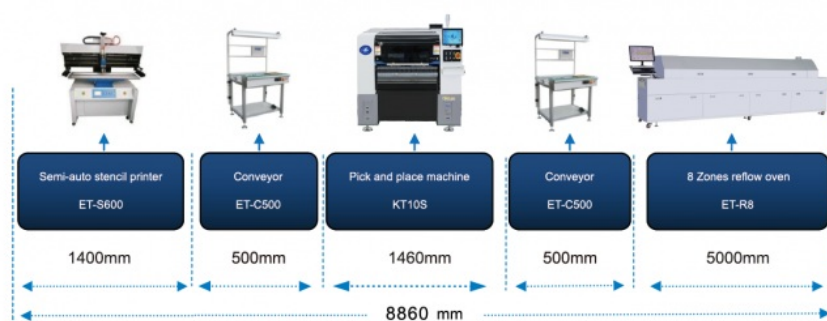 Semi-auto stencil printer
ET-S600
Conveyor
ET-C500
Pick and place machine
KT10S
Conveyor
ET-C500
8 Zones reflow oven
ET-R8
1400mm
500mm
1460mm
500mm
5000mm
8860 mm